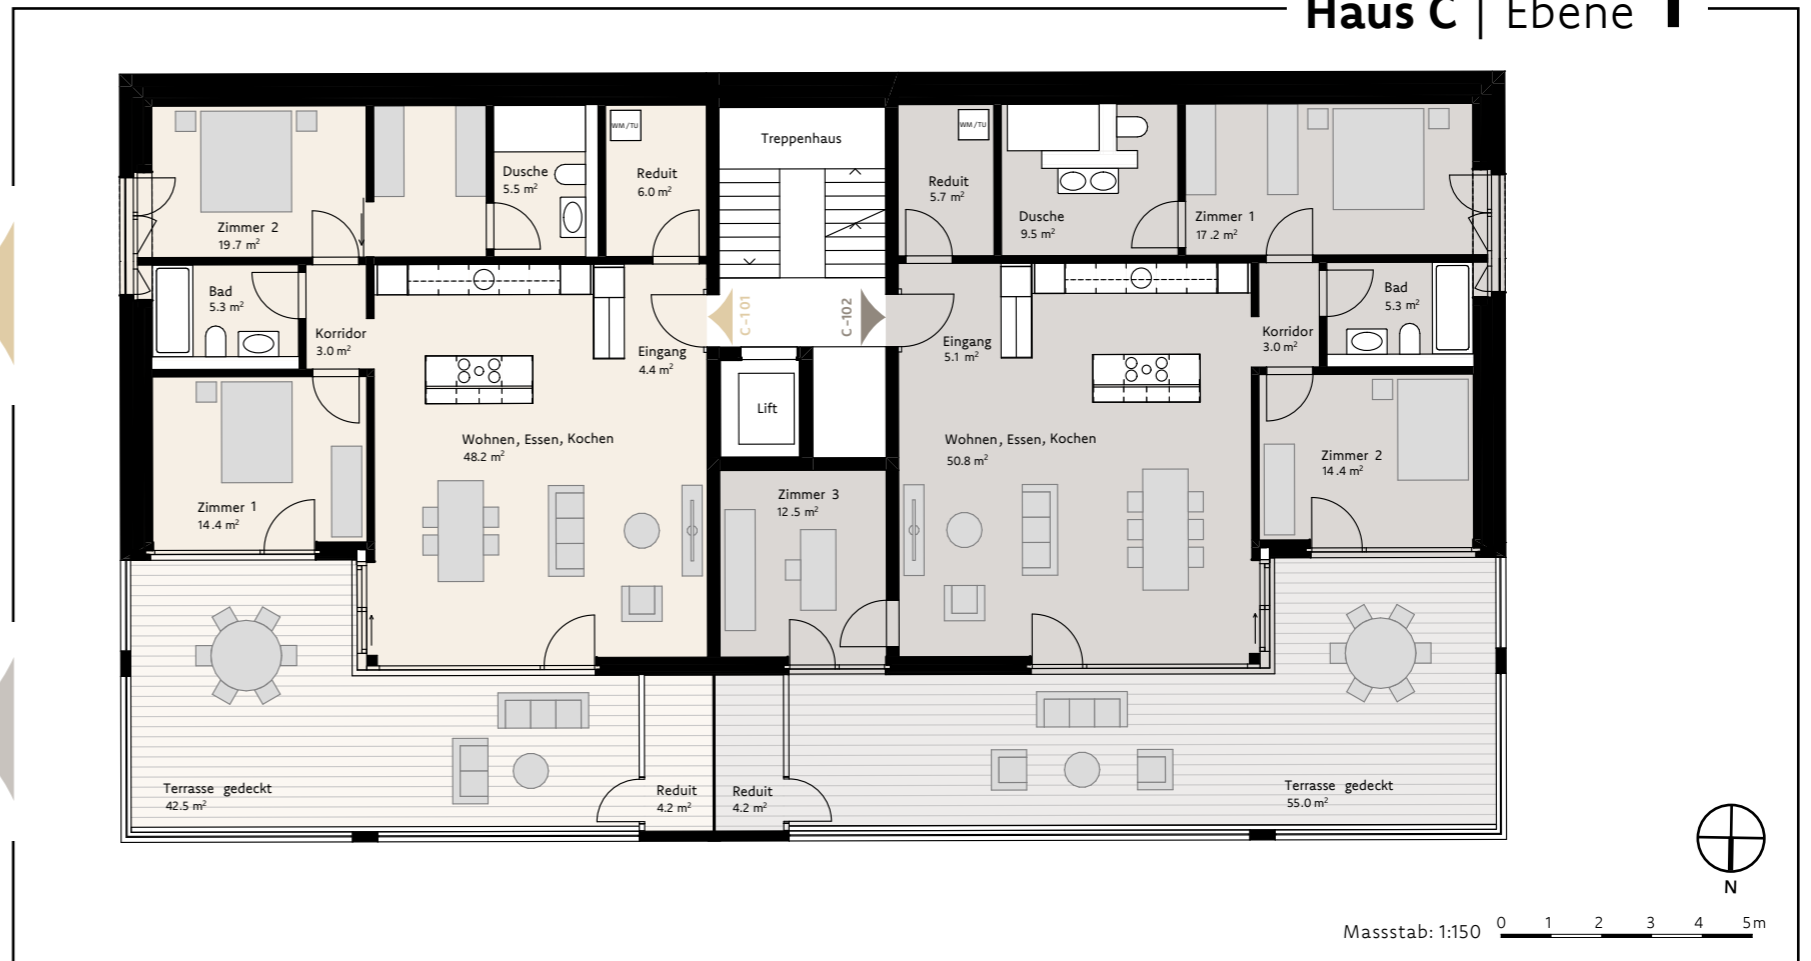 Haus C | Ebene 1
Treppenhaus
WM/TU
WM/TU
Dusche
5.5 m²
Reduit
6.0 m²
Reduit
5.7 m²
Zimmer 2
19.7 m²
Dusche
9.5 m²
Zimmer 1
17.2 m²
Bad
5.3 m²
Bad
5.3 m²
C-101
C-102
Korridor
3.0 m²
Eingang
4.4 m²
Eingang
5.1 m²
Korridor
3.0 m²
Lift
Wohnen, Essen, Kochen
48.2 m²
Wohnen, Essen, Kochen
50.8 m²
Zimmer 2
14.4 m²
Zimmer 1
14.4 m²
Zimmer 3
12.5 m²
Terrasse gedeckt
42.5 m²
Reduit
4.2 m²
Reduit
4.2 m²
Terrasse gedeckt
55.0 m²
N
Massstab: 1:150 0 1 2 3 4 5m